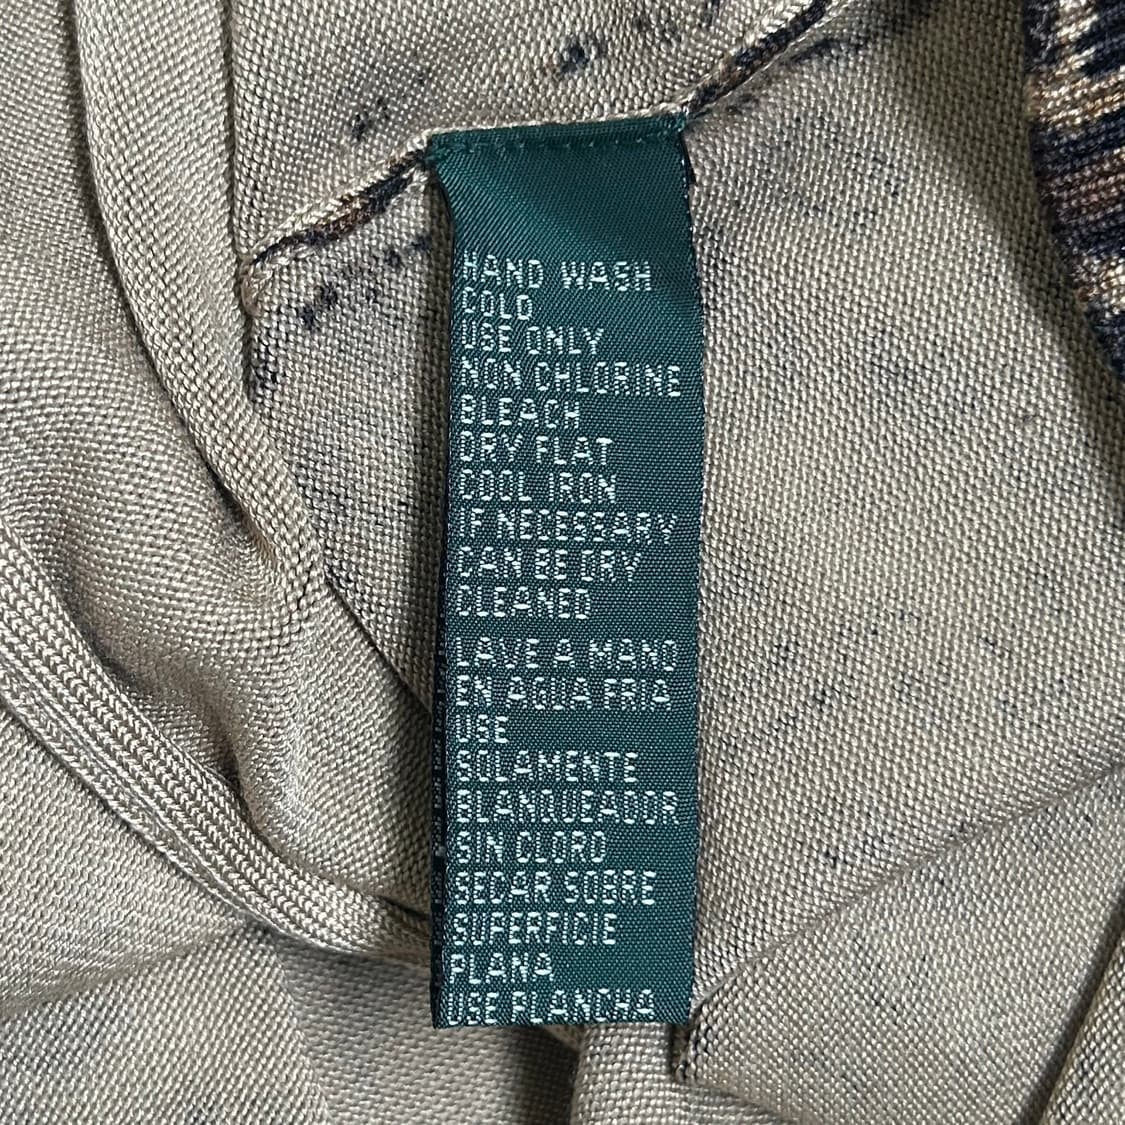 HAND WASH
COLD
USE ONLY
NON CHLORINE
BLEACH
DRY FLAT
COOL IRON
IF NECESSARY
CAN BE DRY
CLEANED
LAVE A MANO
EN AGUA FRIA
USE
SOLAMENTE
BLANQUEADOR
SIN CLORO
SECAR SOBRE
SUPERFICIE
PLANA
USE PLANCHA